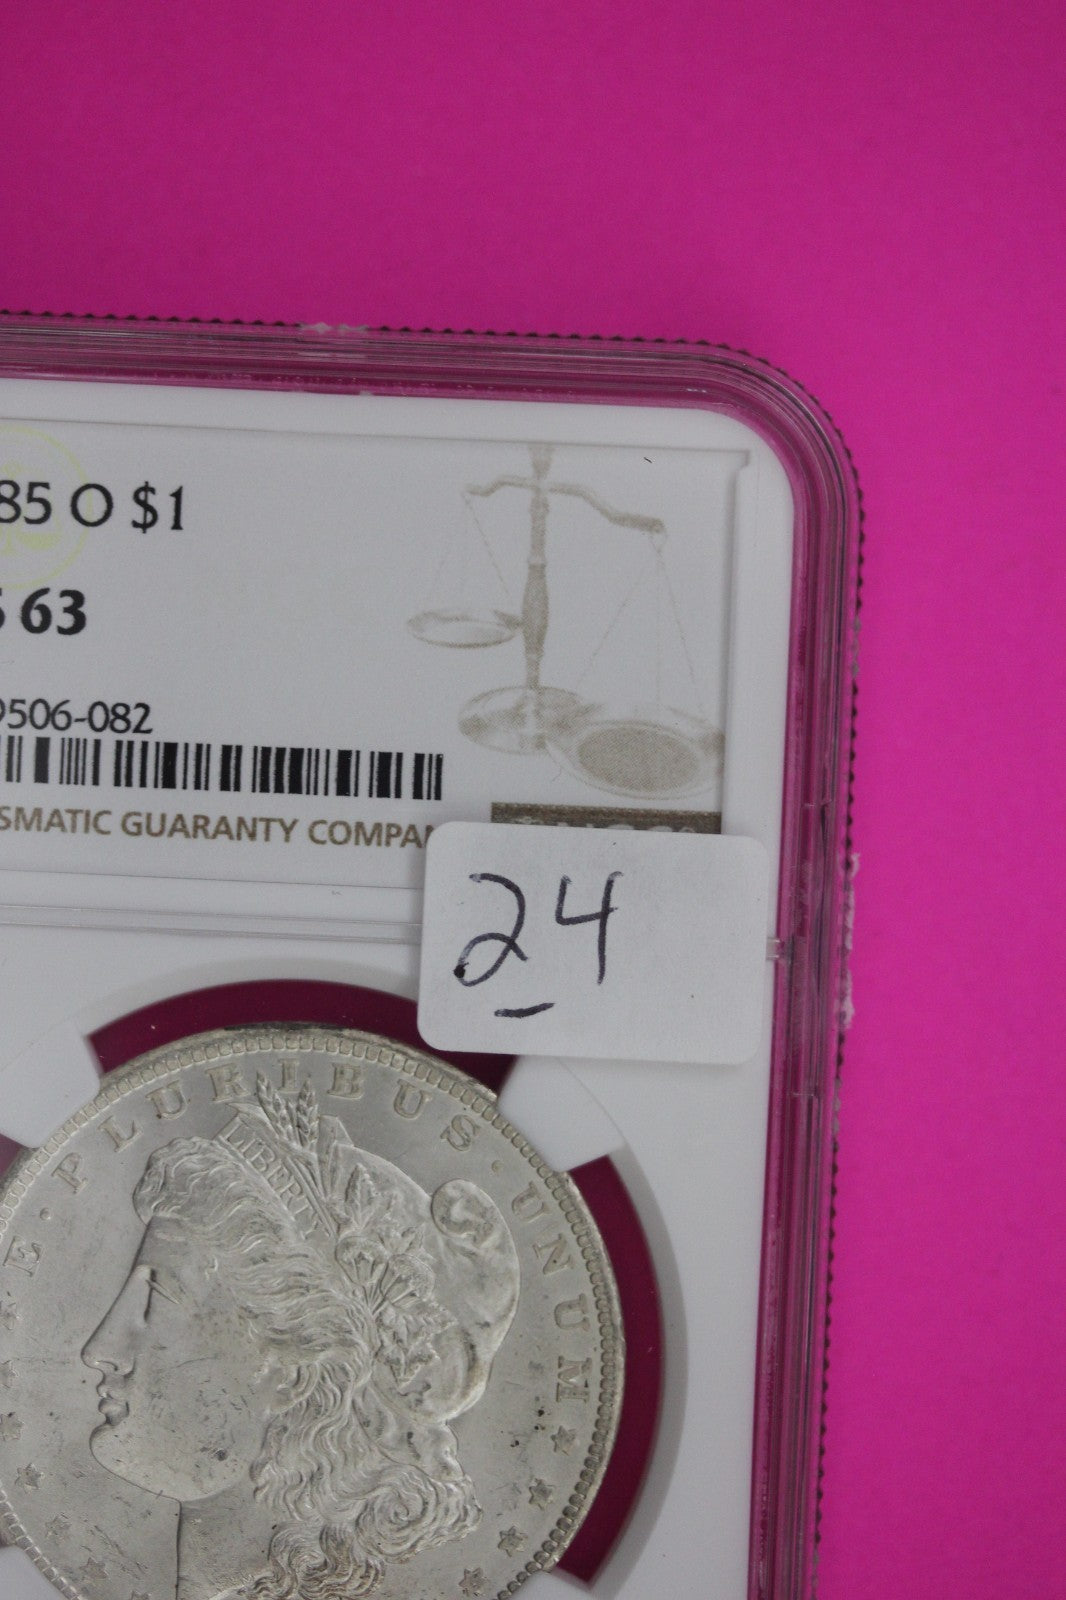 85 O $1
63
9506-082
SMATIC GUARANTY COMPA
24
E · PLURIBUS · UNUM
LIBERTY